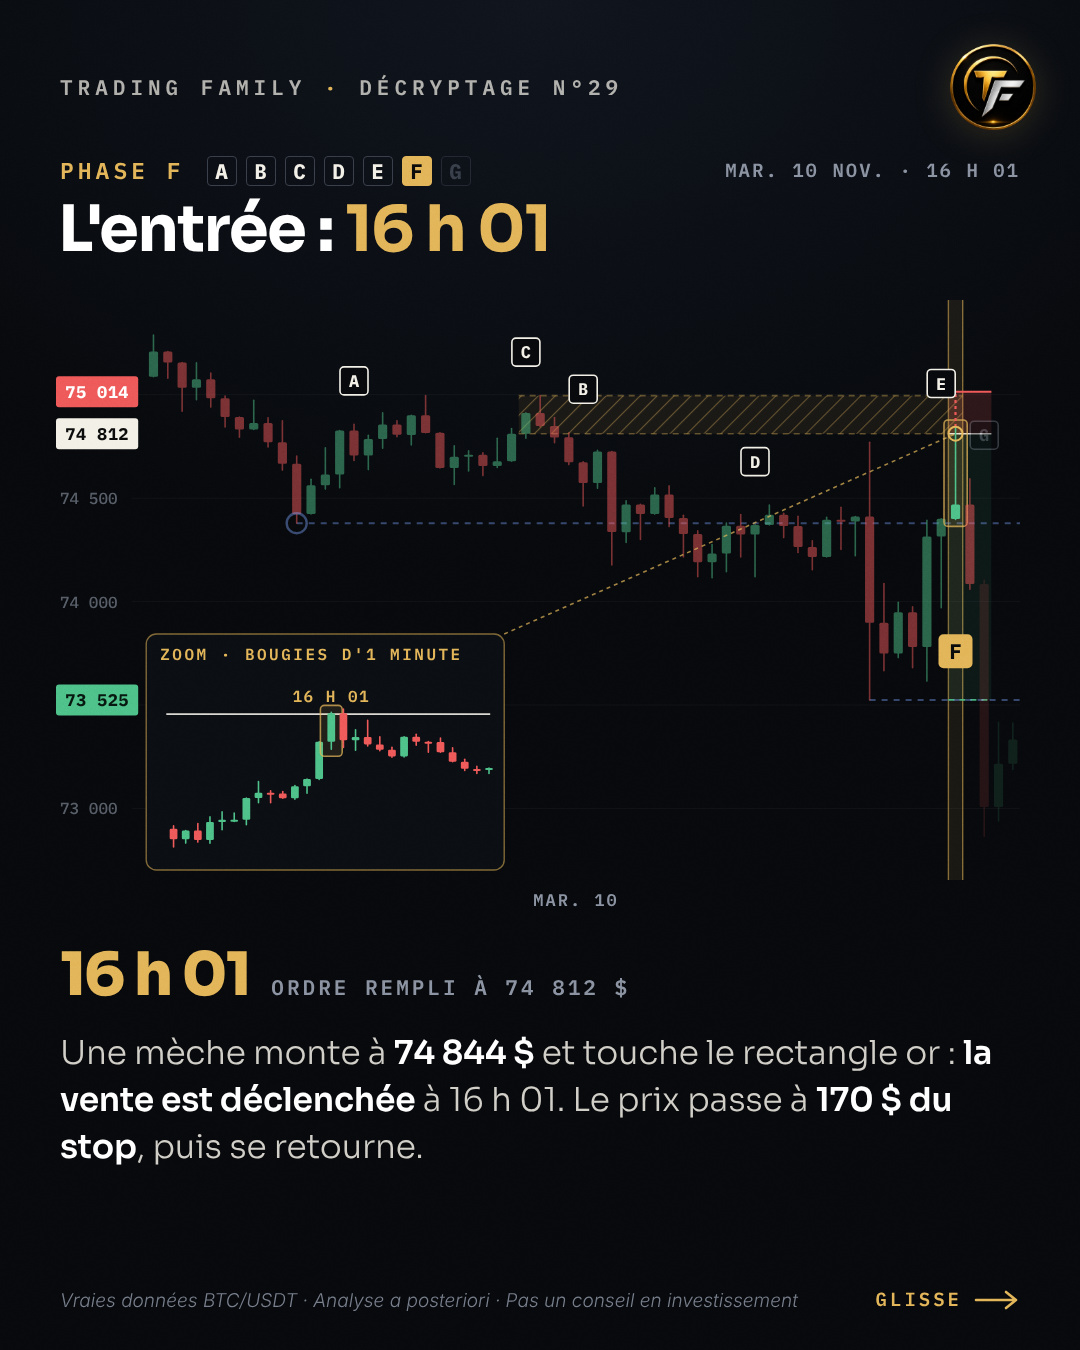 TRADING FAMILY · DÉCRYPTAGE N°29
TF
PHASE F A B C D E F G
MAR. 10 NOV. · 16 H 01
L'entrée : 16 h 01
C
A
B
E
75 014
74 812
G
D
74 500
74 000
F
ZOOM · BOUGIES D'1 MINUTE
16 H 01
73 525
73 000
MAR. 10
16 h 01 ORDRE REMPLI À 74 812 $
Une mèche monte à 74 844 $ et touche le rectangle or : la
vente est déclenchée à 16 h 01. Le prix passe à 170 $ du
stop, puis se retourne.
Vraies données BTC/USDT · Analyse a posteriori · Pas un conseil en investissement
GLISSE